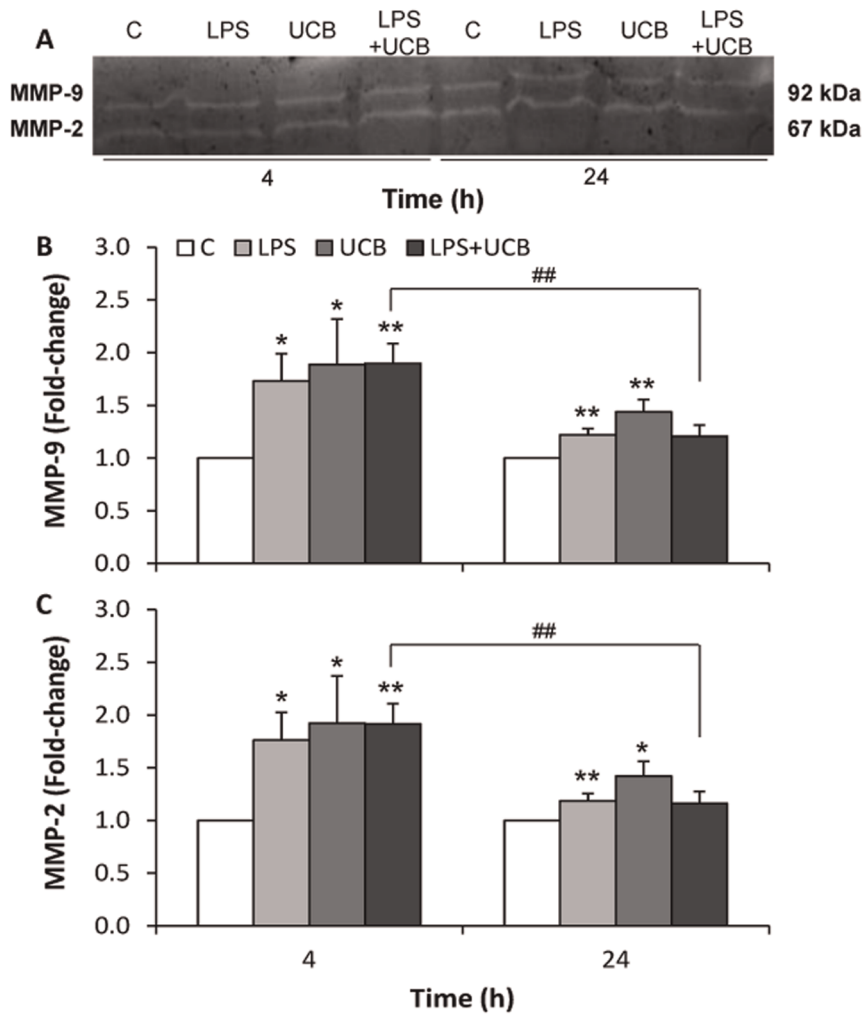 A
C LPS UCB LPS +UCB C LPS UCB LPS +UCB
MMP-9 92 kDa
MMP-2 67 kDa
4 24
Time (h)
B
C LPS UCB LPS+UCB
MMP-9 (Fold-change)
3.0
2.5
2.0
1.5
1.0
0.5
0.0
##
* * **
** **
C
MMP-2 (Fold-change)
3.0
2.5
2.0
1.5
1.0
0.5
0.0
##
* * **
** *
4 24
Time (h)